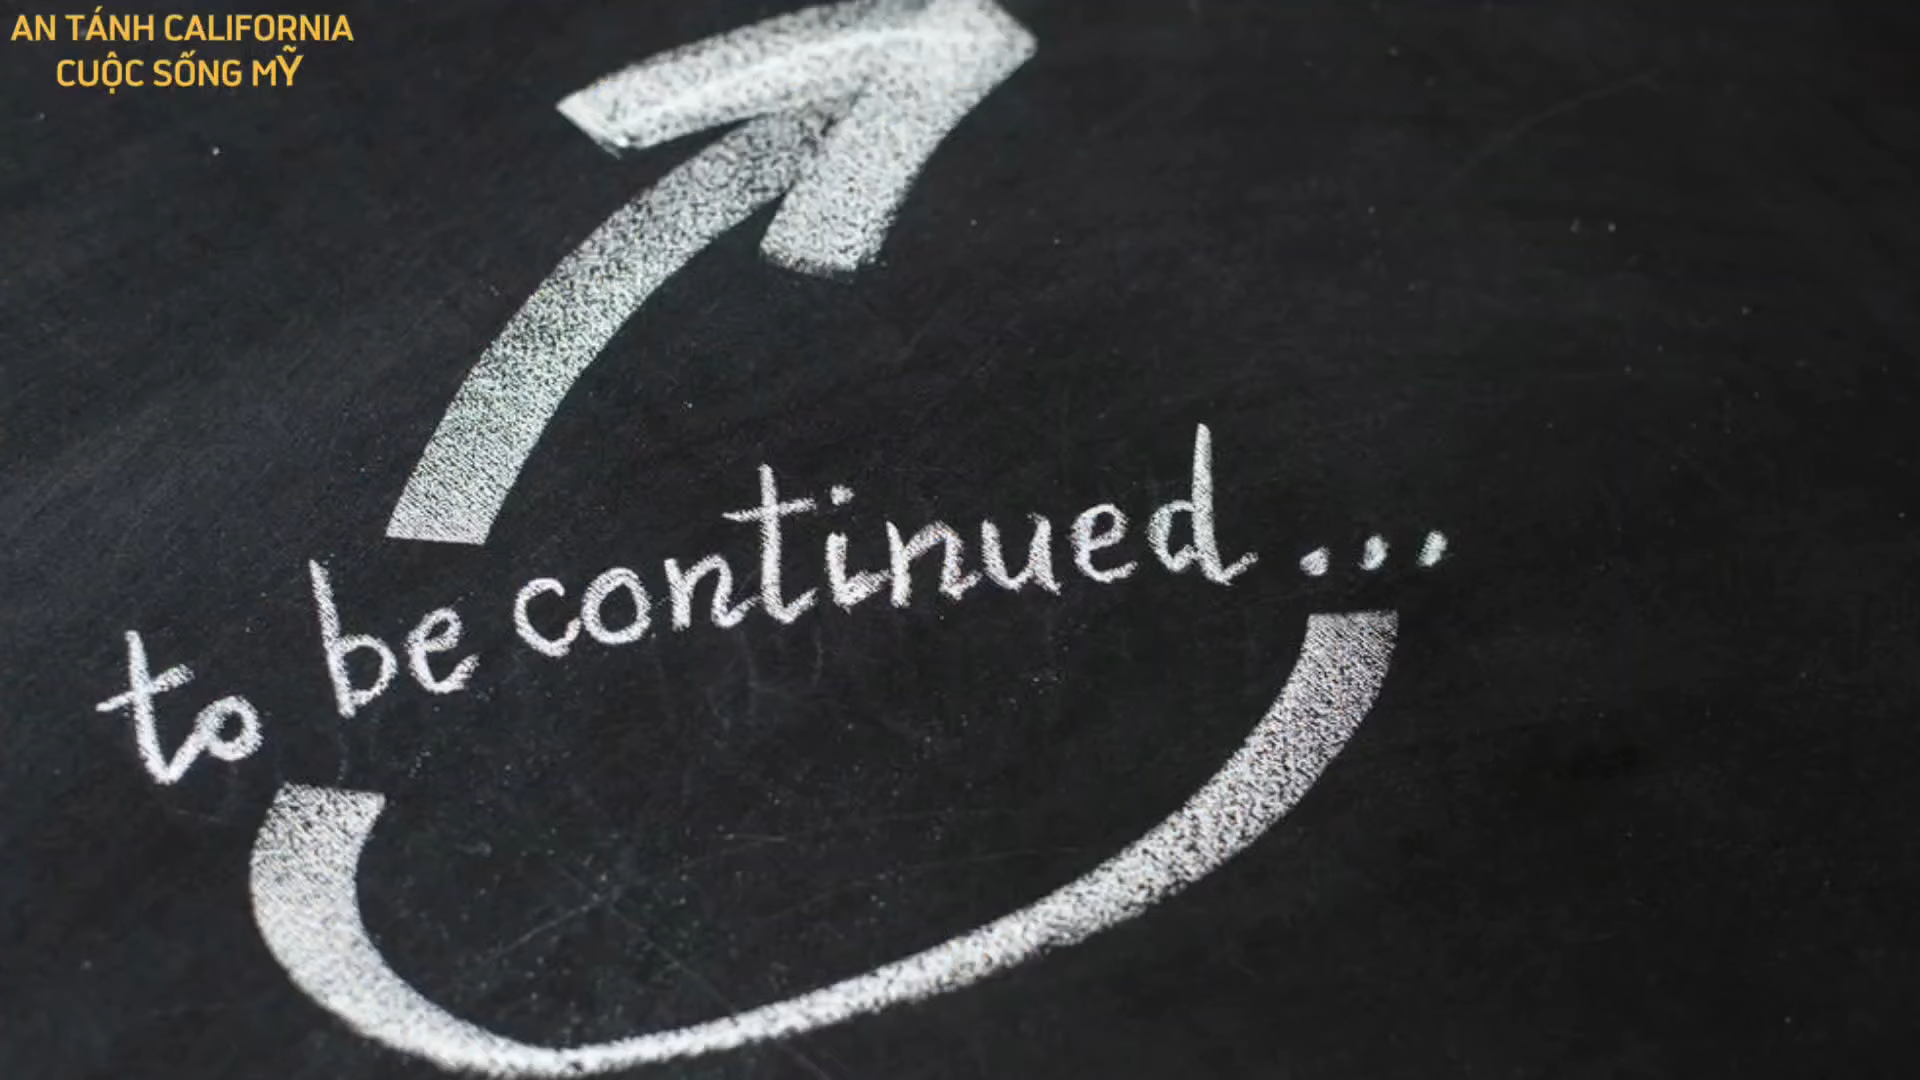 AN TÁNH CALIFORNIA
CUỘC SỐNG MỸ
to be continued...